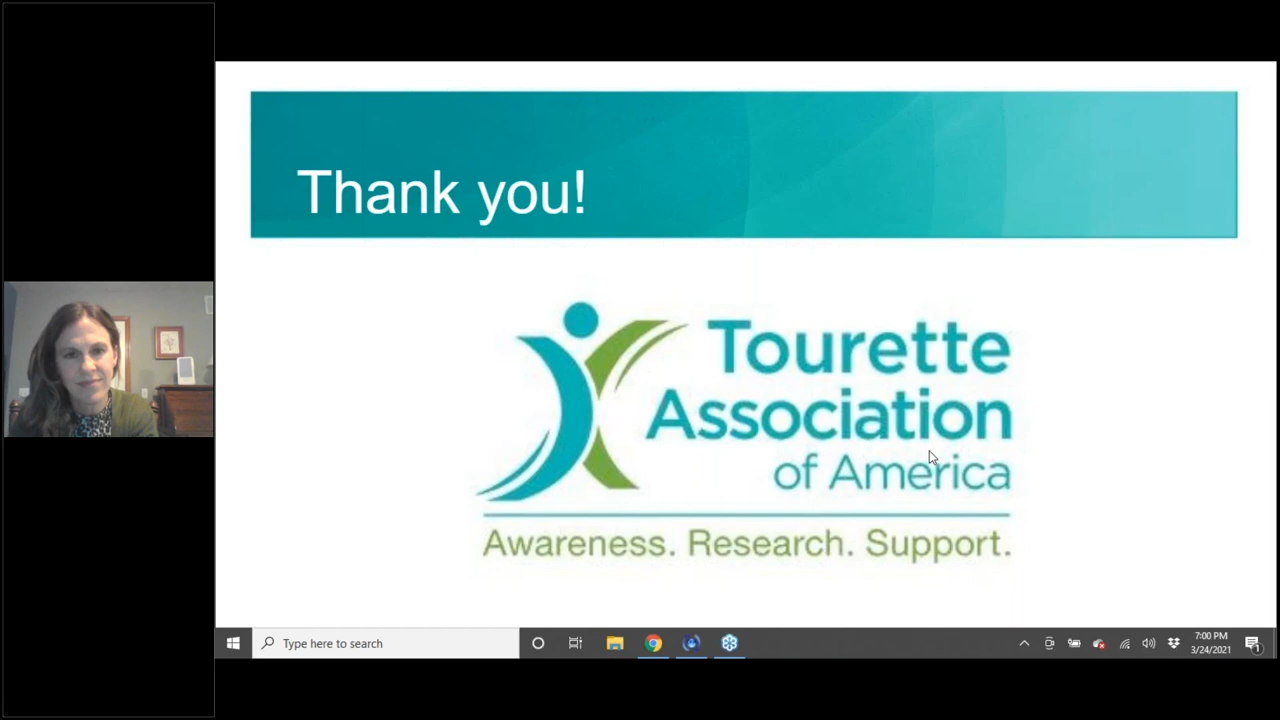 Thank you!
Tourette
Association
of America
Awareness. Research. Support.
Type here to search
7:00 PM
3/24/2021
1